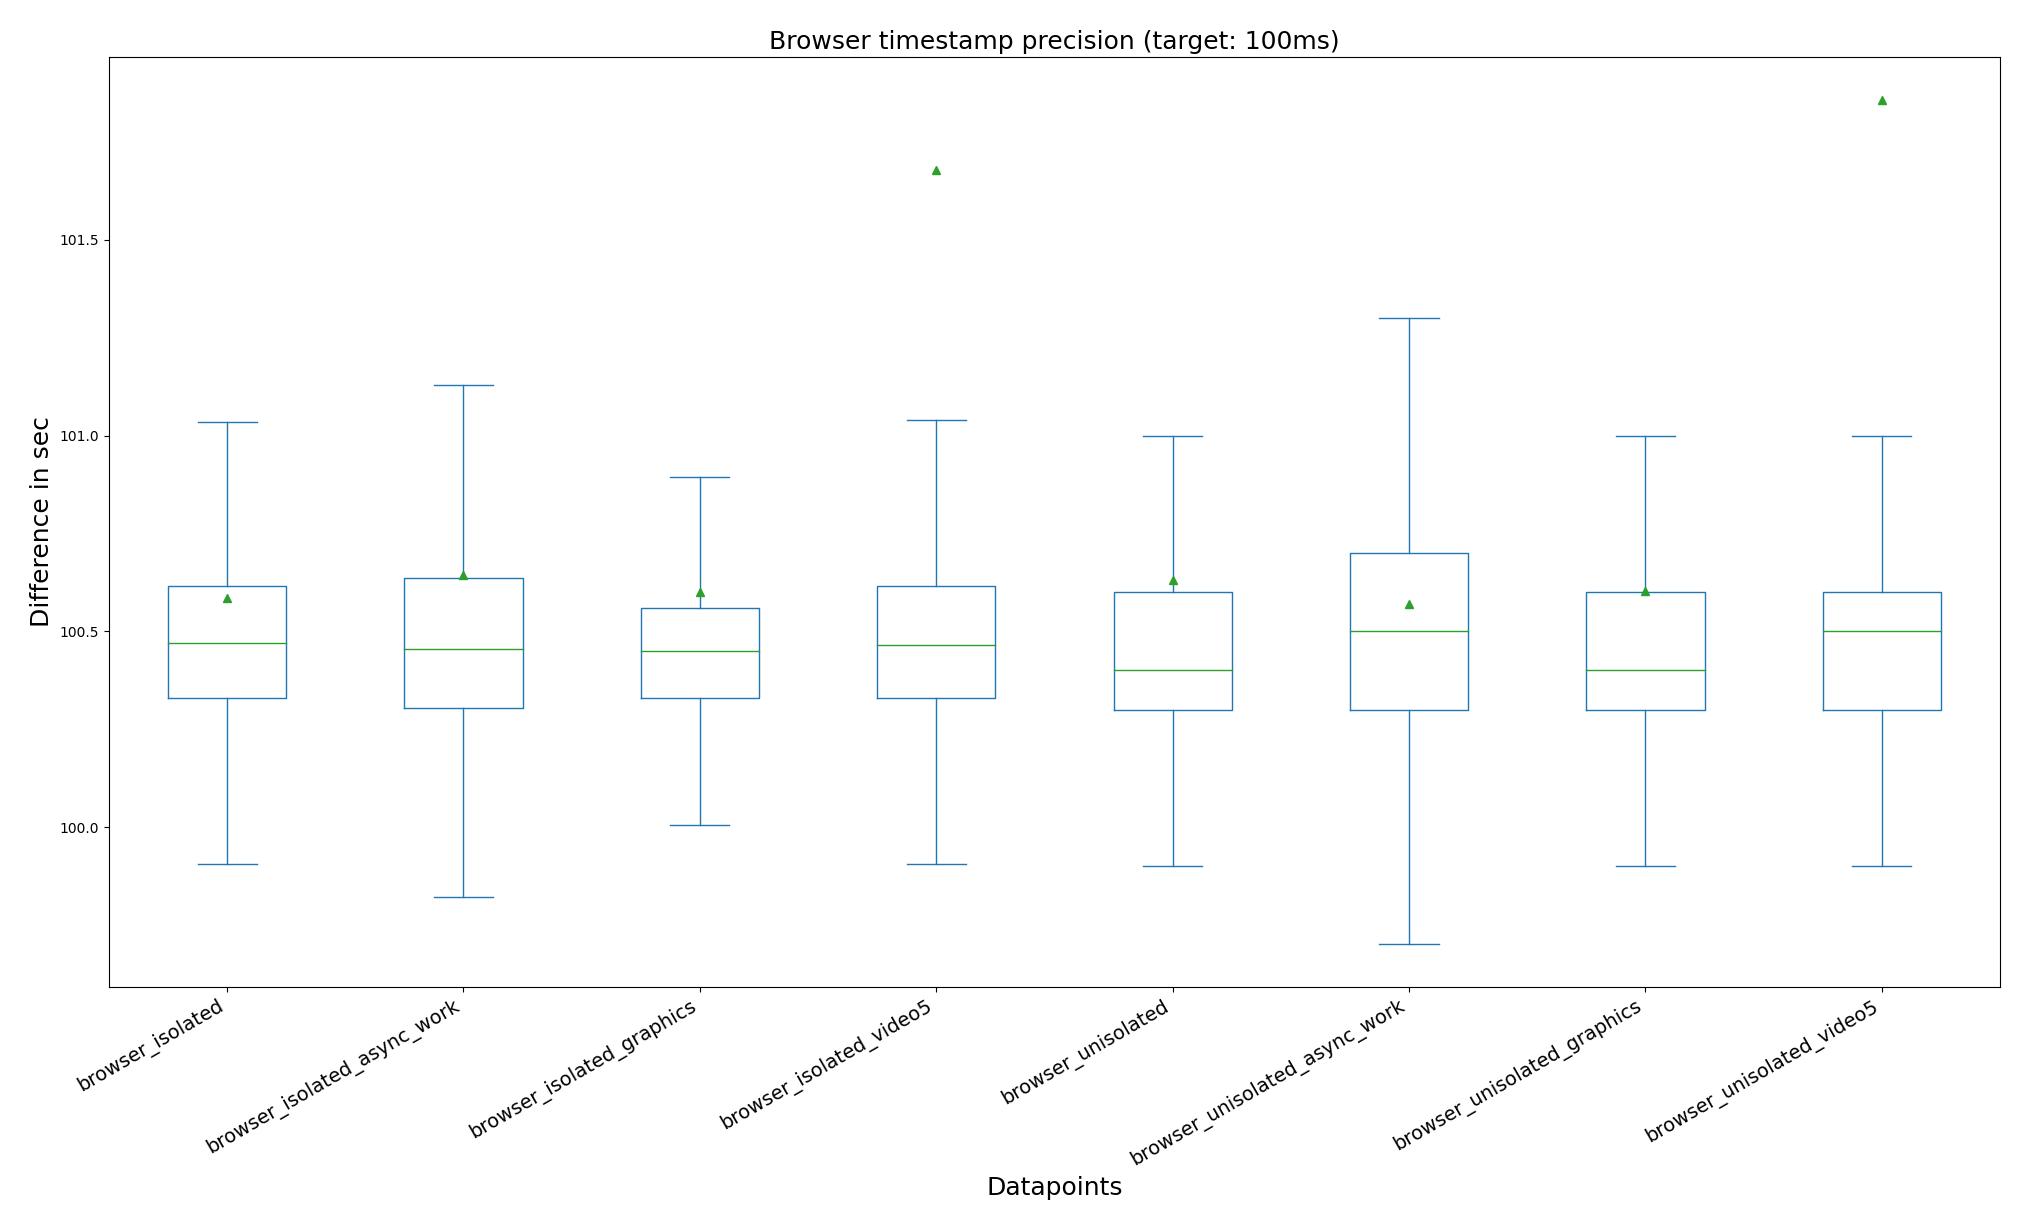 Browser timestamp precision (target: 100ms)
Difference in sec
101.5
101.0
100.5
100.0
browser_isolated
browser_isolated_async_work
browser_isolated_graphics
browser_isolated_video5
browser_unisolated
browser_unisolated_async_work
browser_unisolated_graphics
browser_unisolated_video5
Datapoints